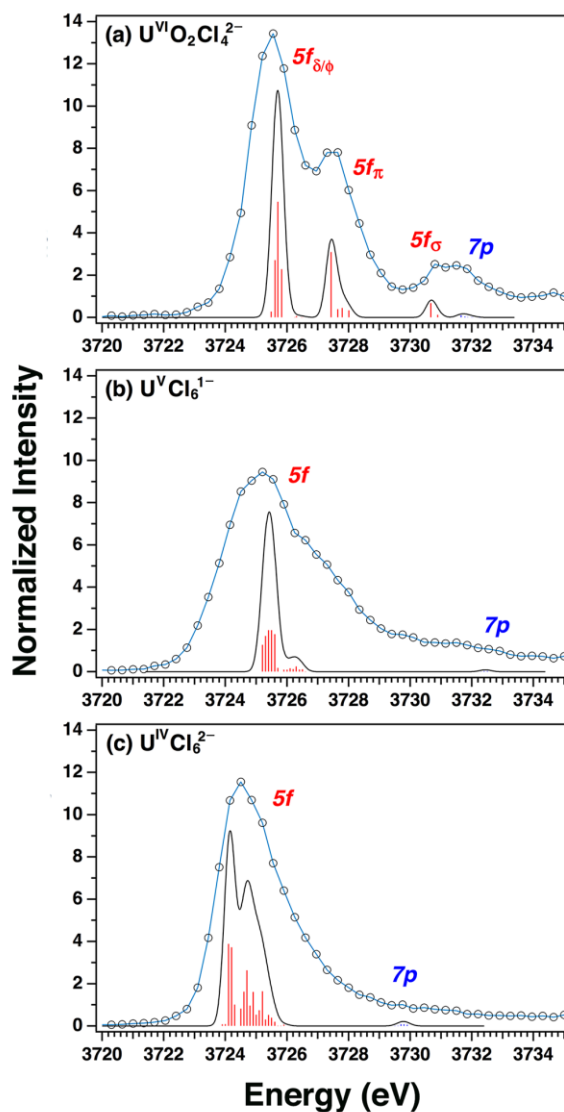 Normalized Intensity
(a) UⱽᴵO₂Cl₄²⁻
14
12
10
8
6
4
2
0
5f_δ/ϕ
5f_π
5f_σ
7p
3720 3722 3724 3726 3728 3730 3732 3734
(b) UⱽCl₆¹⁻
14
12
10
8
6
4
2
0
5f
7p
3720 3722 3724 3726 3728 3730 3732 3734
(c) UᴵⱽCl₆²⁻
14
12
10
8
6
4
2
0
5f
7p
3720 3722 3724 3726 3728 3730 3732 3734
Energy (eV)